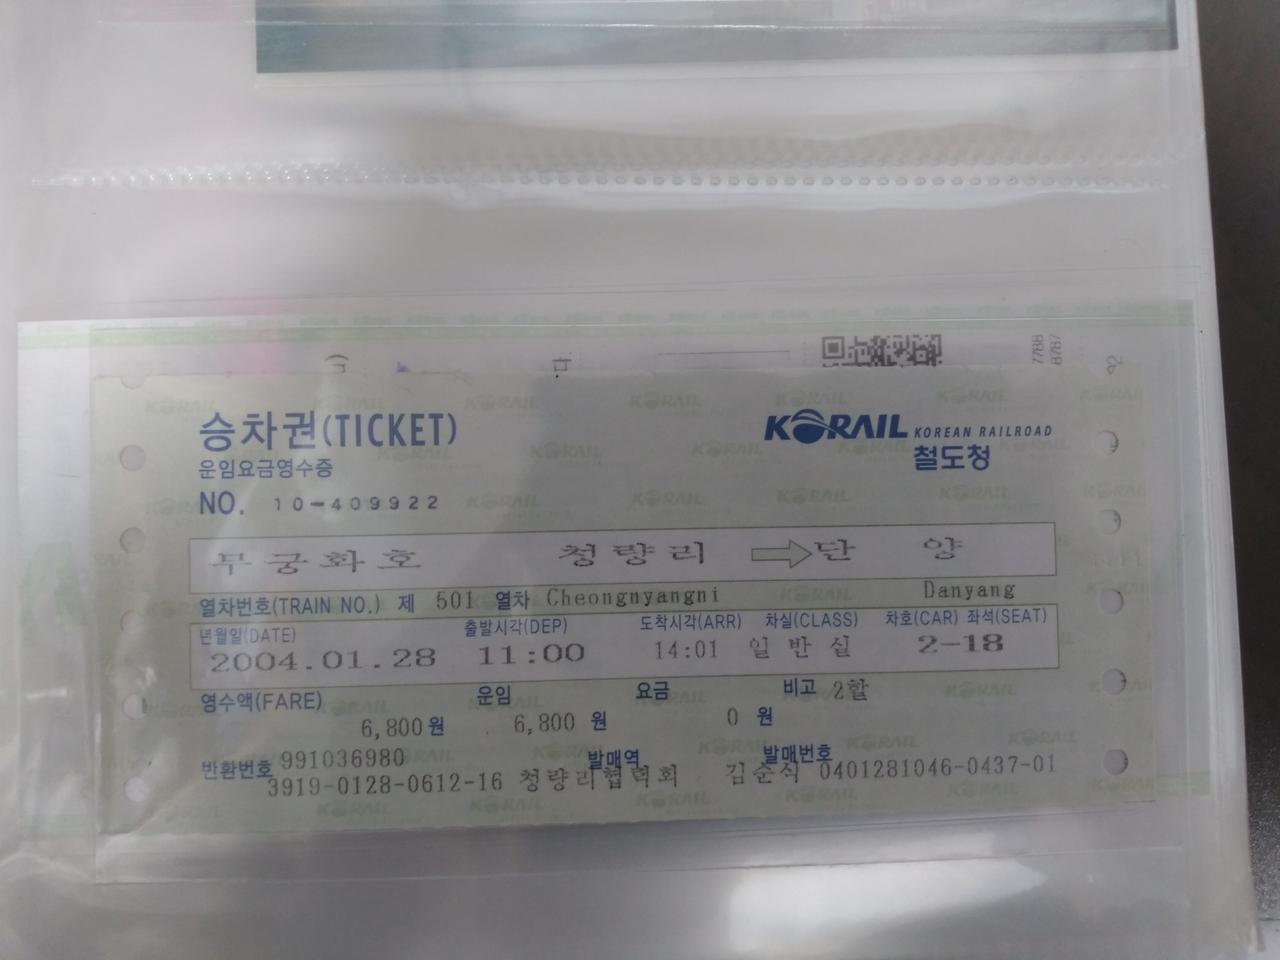 승차권(TICKET)
운임요금영수증
NO. 10-409922
KORAIL KOREAN RAILROAD
철도청
무궁화호 청량리 ⇨ 단 양
열차번호(TRAIN NO.) 제 501 열차 Cheongnyangni Danyang
년월일(DATE) 출발시각(DEP) 도착시각(ARR) 차실(CLASS) 차호(CAR) 좌석(SEAT)
2004.01.28 11:00 14:01 일반실 2-18
영수액(FARE) 운임 요금 비고 2할
6,800원 6,800 원 0 원
반환번호 991036980 발매역 발매번호
3919-0128-0612-16 청량리협력회 김순식 0401281046-0437-01